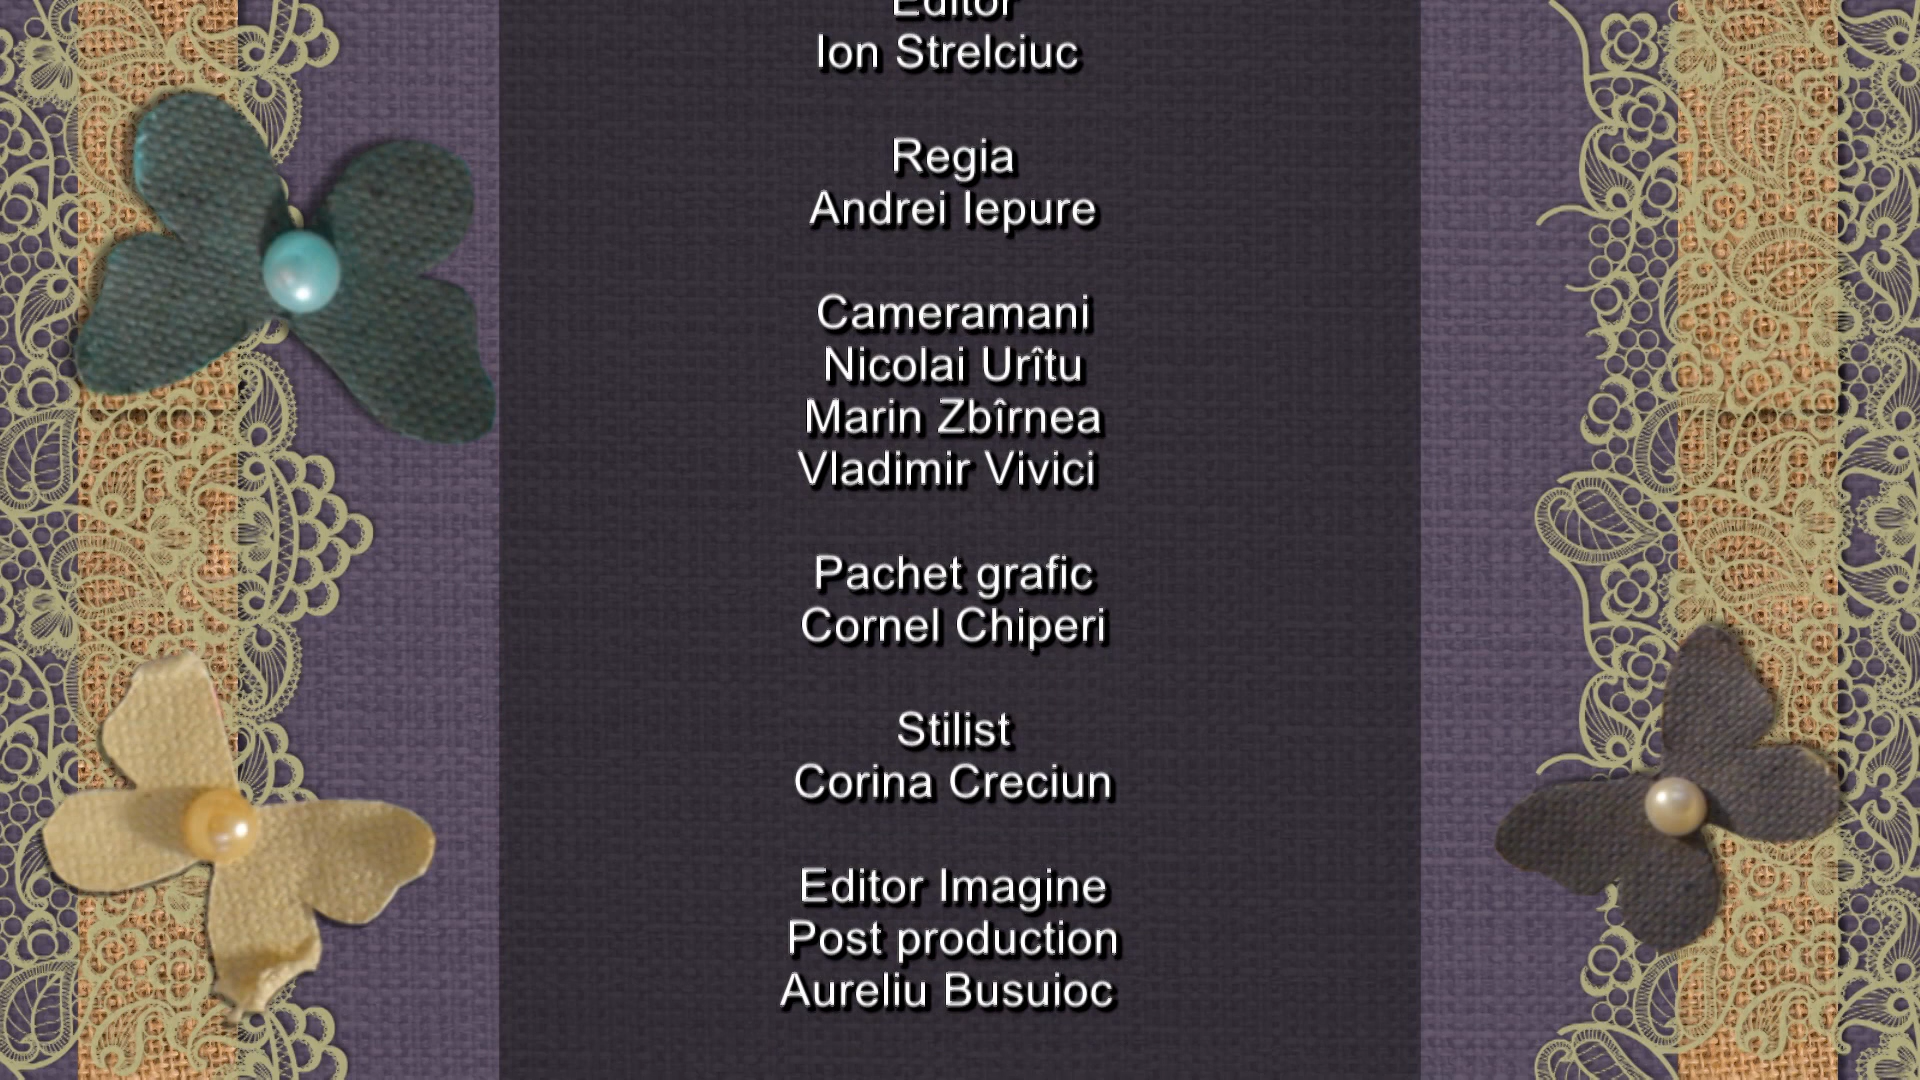 Editor
Ion Strelciuc
Regia
Andrei Iepure
Cameramani
Nicolai Urîtu
Marin Zbîrnea
Vladimir Vivici
Pachet grafic
Cornel Chiperi
Stilist
Corina Creciun
Editor Imagine
Post production
Aureliu Busuioc